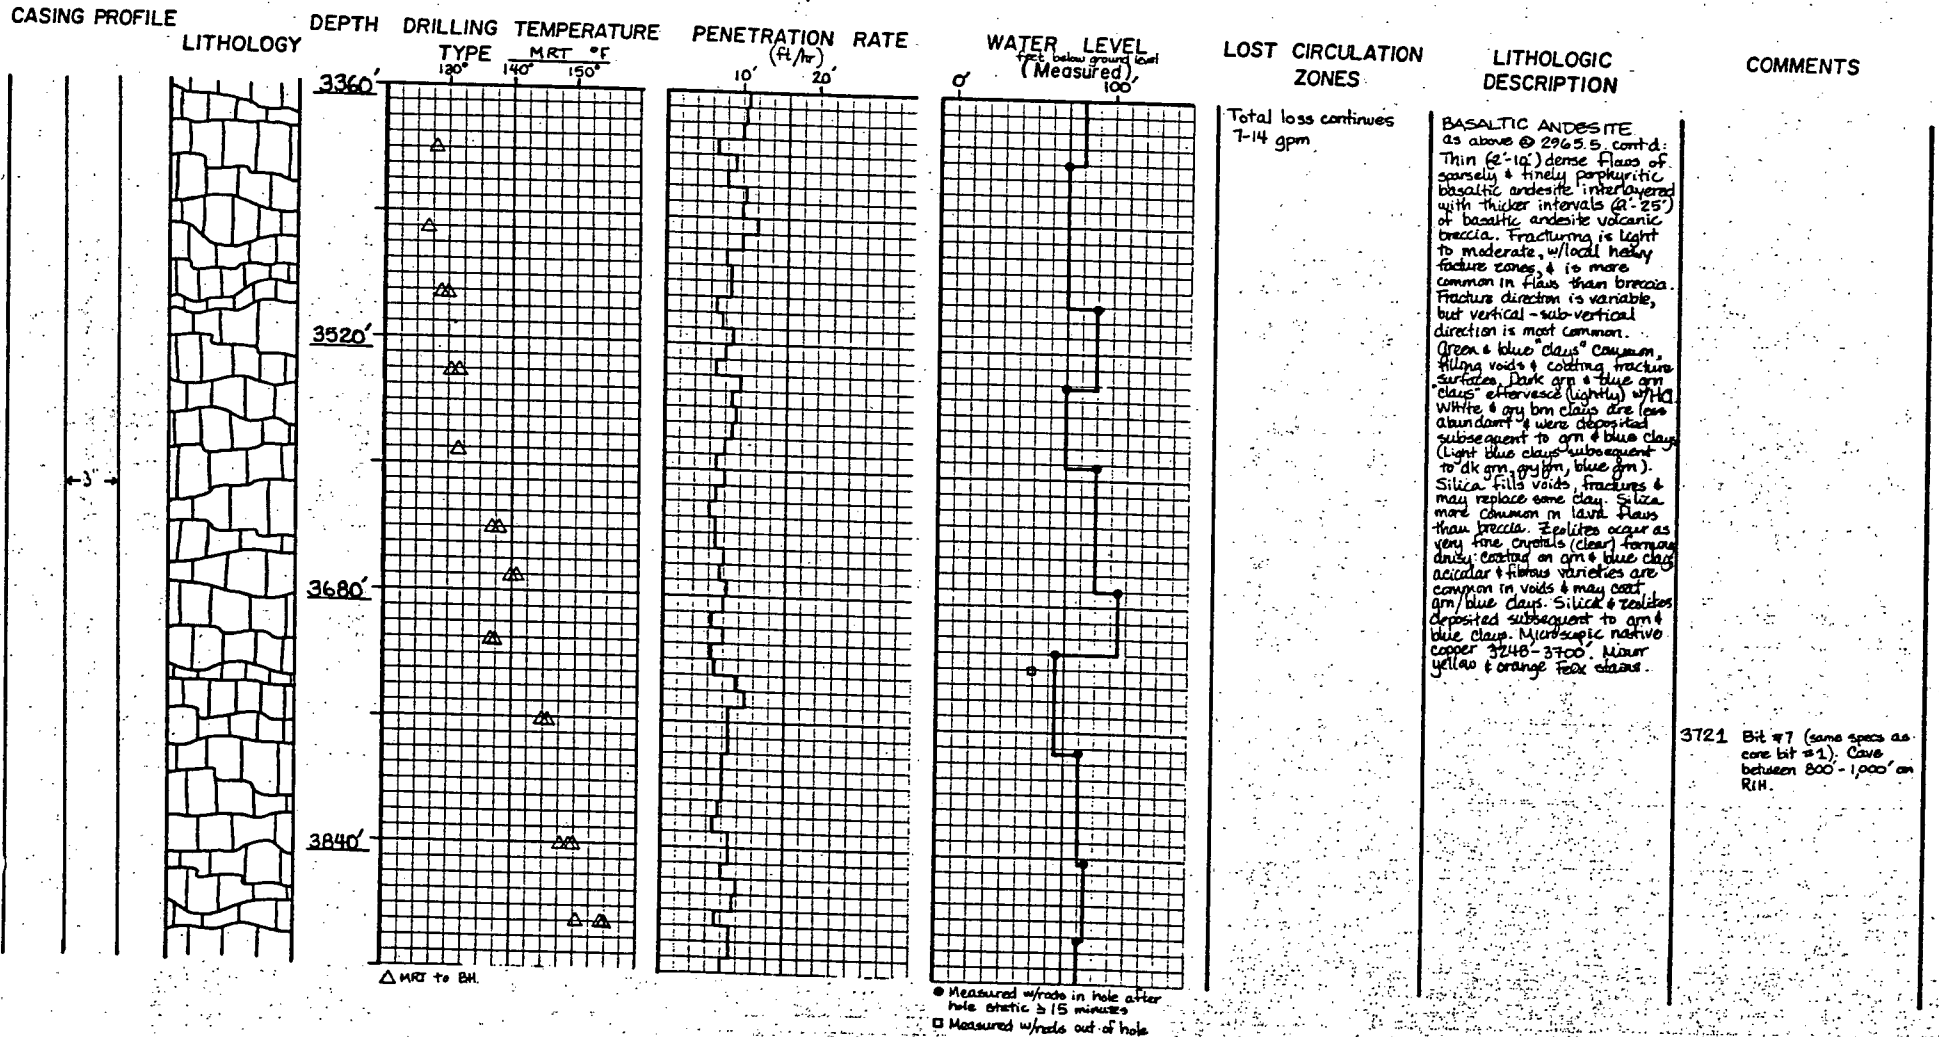 CASING PROFILE
LITHOLOGY
DEPTH
DRILLING TEMPERATURE
TYPE MRT °F
120° 140° 150°
PENETRATION RATE
(ft/hr)
10' 20'
WATER LEVEL
feet below ground level
(Measured)
0' 100'
LOST CIRCULATION
ZONES
LITHOLOGIC
DESCRIPTION
COMMENTS
3360'
3520'
3680'
3840'
3"
△ MRT to BH.
● Measured w/rods in hole after
hole static ≥ 15 minutes
□ Measured w/rods out of hole
Total loss continues
7-14 gpm
BASALTIC ANDESITE
as above @ 2965.5 cont'd:
Thin (2'-10') dense flows of
sparsely & finely porphyritic
basaltic andesite interlayered
with thicker intervals (2'-25')
of basaltic andesite volcanic
breccia. Fracturing is light
to moderate, w/local heavy
facture zones, & is more
common in flows than breccia.
Fracture direction is variable,
but vertical-sub-vertical
direction is most common.
Green & blue "clays" common,
filling voids & coating fracture
surfaces. Dark grn & blue grn
"clays" effervesce (lightly) w/HCl
White & gry brn clays are less
abundant & were deposited
subsequent to grn & blue clays
(Light blue clays subsequent
to dk grn, gry grn, blue grn).
Silica fills voids, fractures &
may replace some clay. Silica
more common in lava flows
than breccia. Zeolites occur as
very fine crystals (clear) forming
drusy coating on grn & blue clays
acicular & fibrous varieties are
common in voids & may coat
grn/blue clays. Silica & zeolites
deposited subsequent to grn &
blue clays. Microscopic native
copper 3248-3700'. Minor
yellow & orange FeOx stains.
3721 Bit #7 (same specs as
core bit #1). Cave
between 800'-1,000' on
RIH.